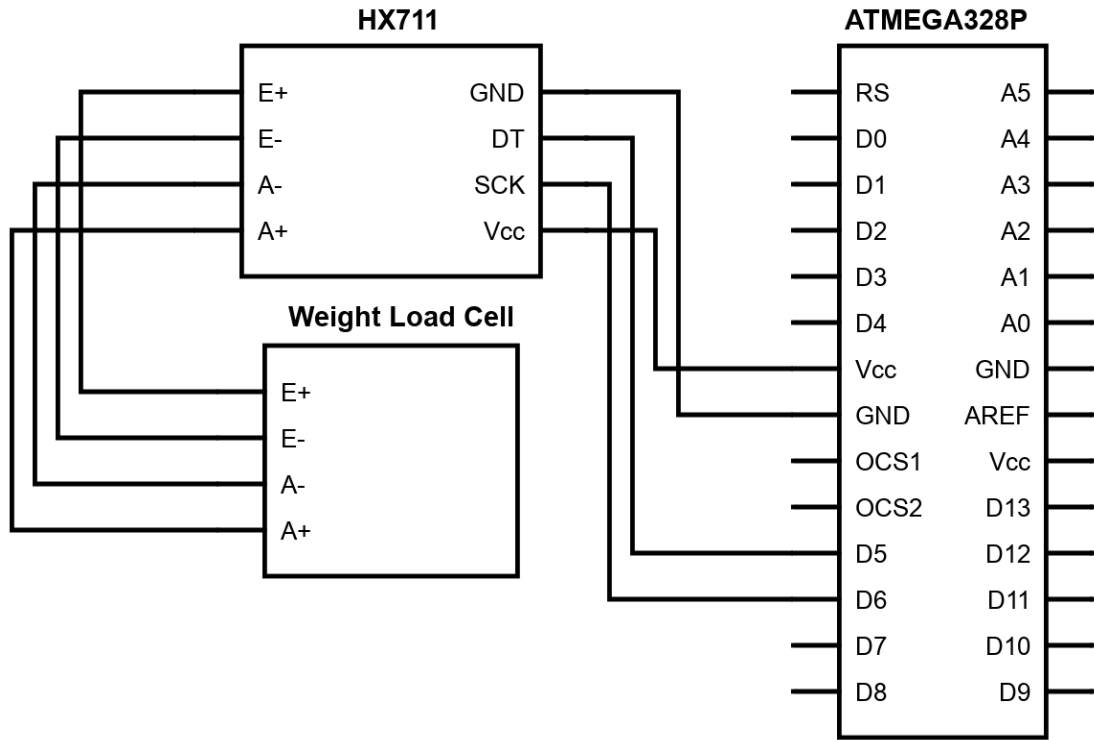 HX711
E+
E-
A-
A+
GND
DT
SCK
Vcc
Weight Load Cell
E+
E-
A-
A+
ATMEGA328P
RS
D0
D1
D2
D3
D4
Vcc
GND
OCS1
OCS2
D5
D6
D7
D8
A5
A4
A3
A2
A1
A0
GND
AREF
Vcc
D13
D12
D11
D10
D9